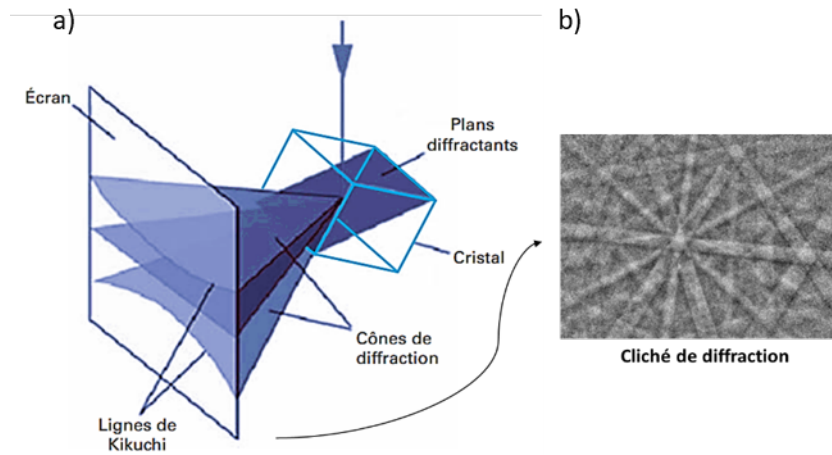 a)
b)
Écran
Plans
diffractants
Cristal
Cônes de
diffraction
Lignes de
Kikuchi
Cliché de diffraction